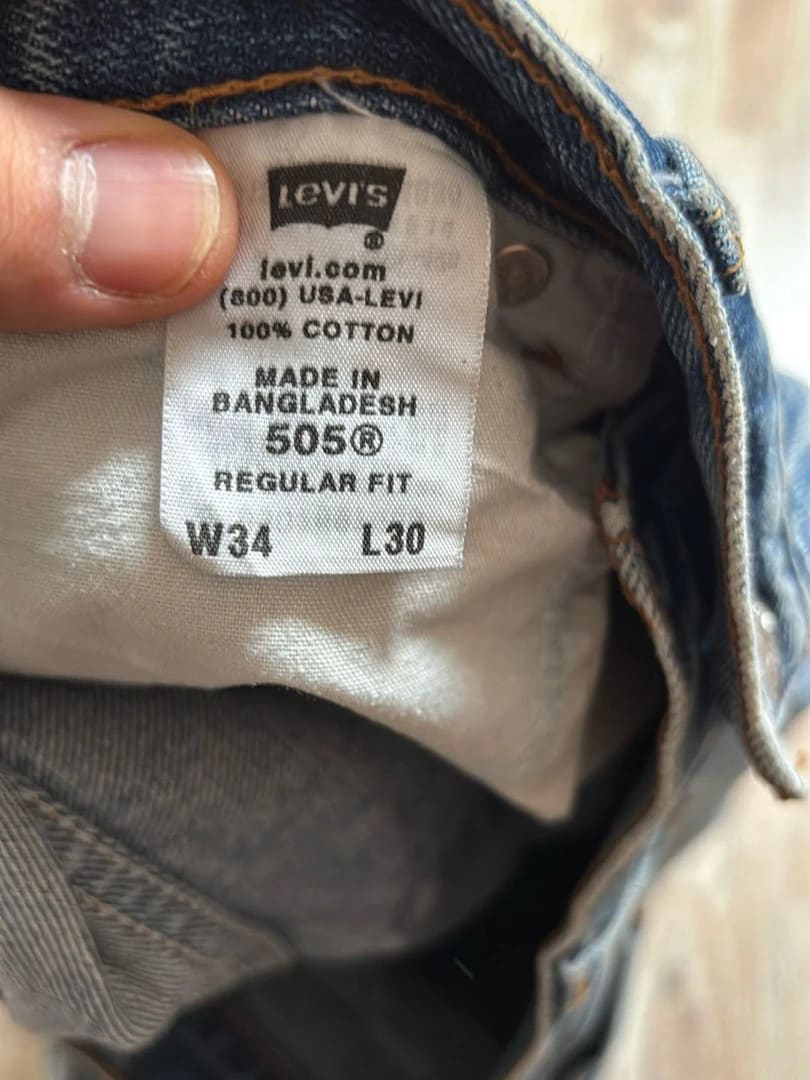 LEVI'S
®
levi.com
(800) USA-LEVI
100% COTTON
MADE IN
BANGLADESH
505®
REGULAR FIT
W34 L30